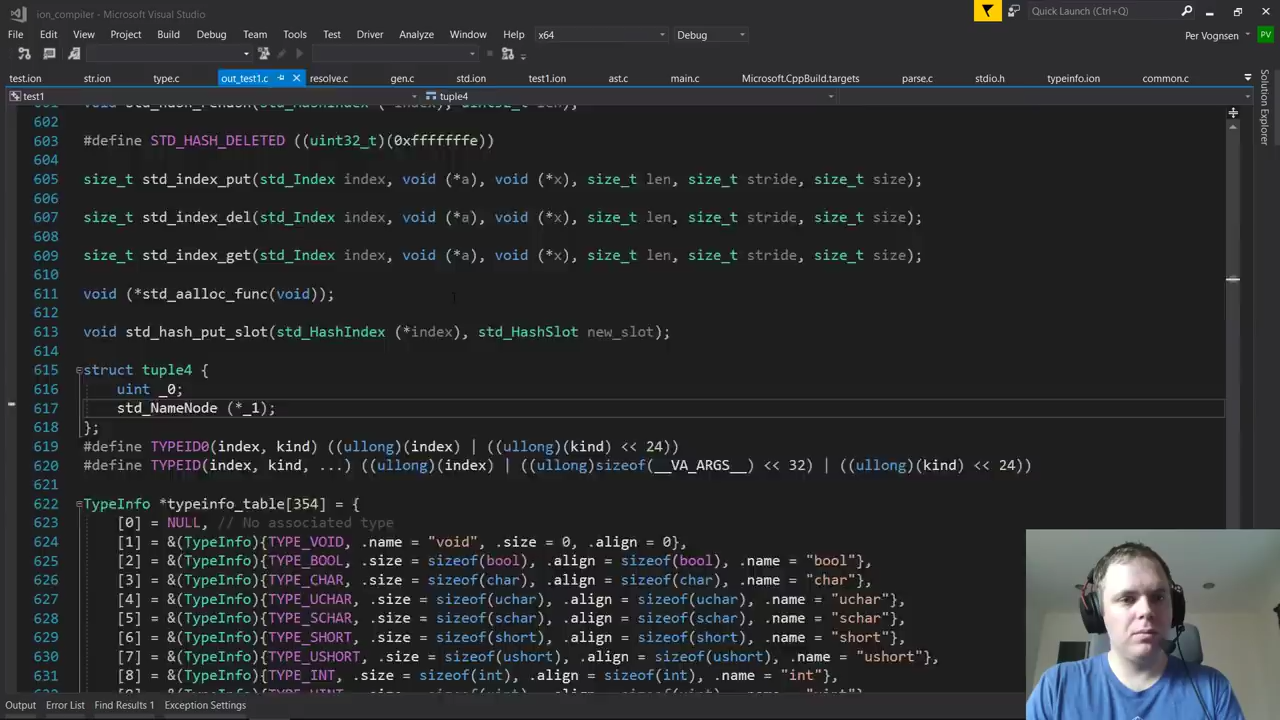 ion_compiler - Microsoft Visual Studio
Quick Launch (Ctrl+Q)
File Edit View Project Build Debug Team Tools Test Driver Analyze Window Help x64 Debug
Per Vognsen PV
test.ion str.ion type.c out_test1.c resolve.c gen.c std.ion test1.ion ast.c main.c Microsoft.CppBuild.targets parse.c stdio.h typeinfo.ion common.c
test1 tuple4
Solution Explorer
602
603 #define STD_HASH_DELETED ((uint32_t)(0xfffffffe))
604
605 size_t std_index_put(std_Index index, void (*a), void (*x), size_t len, size_t stride, size_t size);
606
607 size_t std_index_del(std_Index index, void (*a), void (*x), size_t len, size_t stride, size_t size);
608
609 size_t std_index_get(std_Index index, void (*a), void (*x), size_t len, size_t stride, size_t size);
610
611 void (*std_aalloc_func(void));
612
613 void std_hash_put_slot(std_HashIndex (*index), std_HashSlot new_slot);
614
615 struct tuple4 {
616 uint _0;
617 std_NameNode (*_1);
618 };
619 #define TYPEID0(index, kind) ((ullong)(index) | ((ullong)(kind) << 24))
620 #define TYPEID(index, kind, ...) ((ullong)(index) | ((ullong)sizeof(__VA_ARGS__) << 32) | ((ullong)(kind) << 24))
621
622 TypeInfo *typeinfo_table[354] = {
623 [0] = NULL, // No associated type
624 [1] = &(TypeInfo){TYPE_VOID, .name = "void", .size = 0, .align = 0},
625 [2] = &(TypeInfo){TYPE_BOOL, .size = sizeof(bool), .align = sizeof(bool), .name = "bool"},
626 [3] = &(TypeInfo){TYPE_CHAR, .size = sizeof(char), .align = sizeof(char), .name = "char"},
627 [4] = &(TypeInfo){TYPE_UCHAR, .size = sizeof(uchar), .align = sizeof(uchar), .name = "uchar"},
628 [5] = &(TypeInfo){TYPE_SCHAR, .size = sizeof(schar), .align = sizeof(schar), .name = "schar"},
629 [6] = &(TypeInfo){TYPE_SHORT, .size = sizeof(short), .align = sizeof(short), .name = "short"},
630 [7] = &(TypeInfo){TYPE_USHORT, .size = sizeof(ushort), .align = sizeof(ushort), .name = "ushort"},
631 [8] = &(TypeInfo){TYPE_INT, .size = sizeof(int), .align = sizeof(int), .name = "int"},
Output Error List Find Results 1 Exception Settings